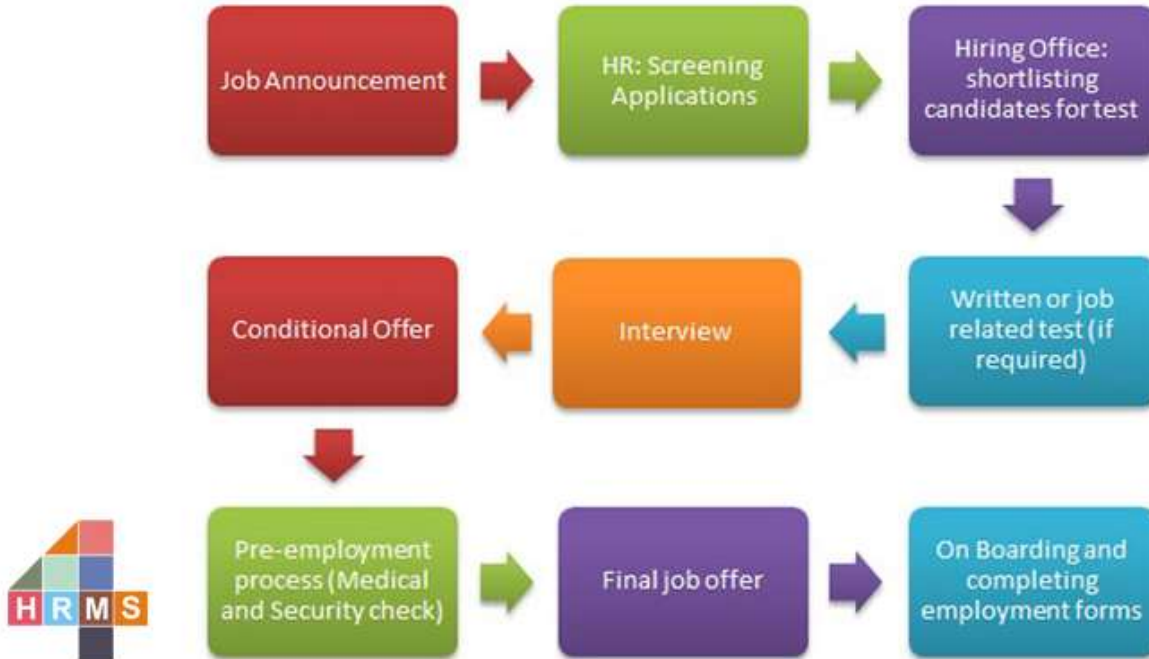 Job Announcement
HR: Screening
Applications
Hiring Office:
shortlisting
candidates for test
Written or job
related test (if
required)
Interview
Conditional Offer
Pre-employment
process (Medical
and Security check)
Final job offer
On Boarding and
completing
employment forms
HRMS